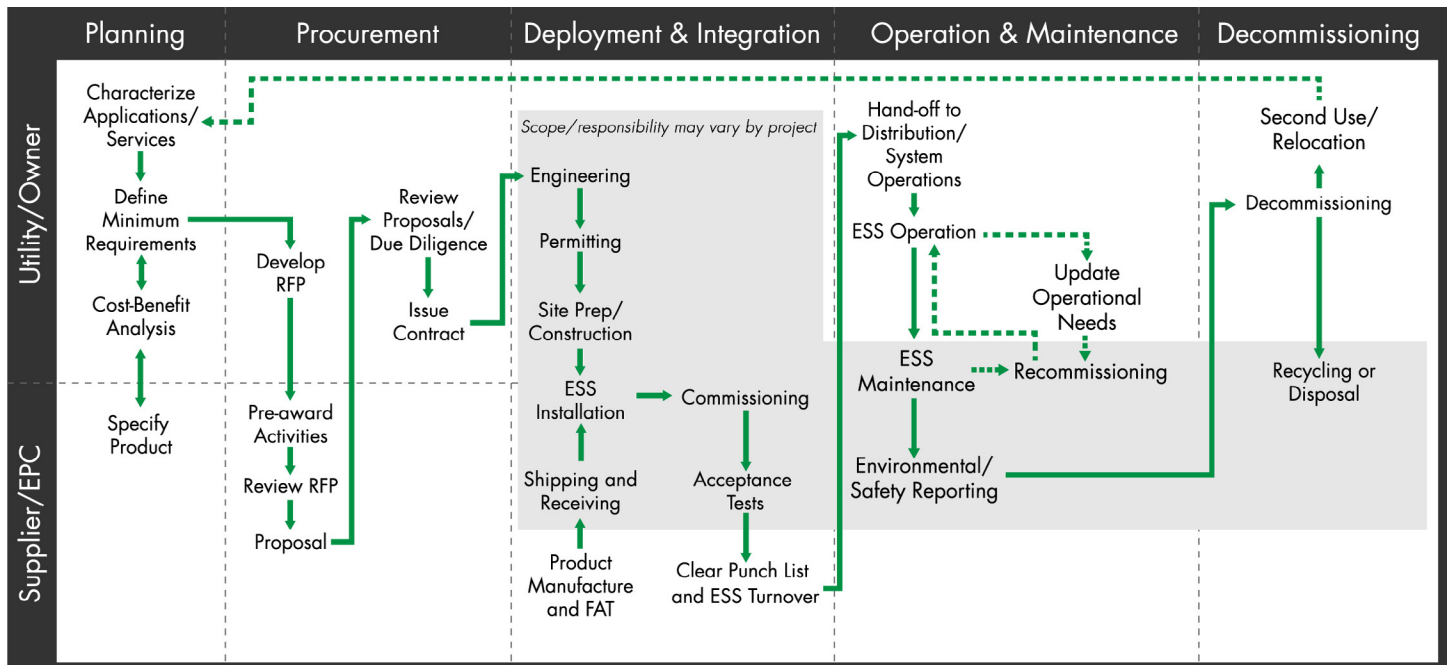 Planning
Procurement
Deployment & Integration
Operation & Maintenance
Decommissioning
Utility/Owner
Supplier/EPC
Characterize
Applications/
Services
Define
Minimum
Requirements
Cost-Benefit
Analysis
Specify
Product
Develop
RFP
Pre-award
Activities
Review RFP
Proposal
Review
Proposals/
Due Diligence
Issue
Contract
Scope/responsibility may vary by project
Engineering
Permitting
Site Prep/
Construction
ESS
Installation
Shipping and
Receiving
Product
Manufacture
and FAT
Commissioning
Acceptance
Tests
Clear Punch List
and ESS Turnover
Hand-off to
Distribution/
System
Operations
ESS Operation
Update
Operational
Needs
ESS
Maintenance
Recommissioning
Environmental/
Safety Reporting
Second Use/
Relocation
Decommissioning
Recycling or
Disposal